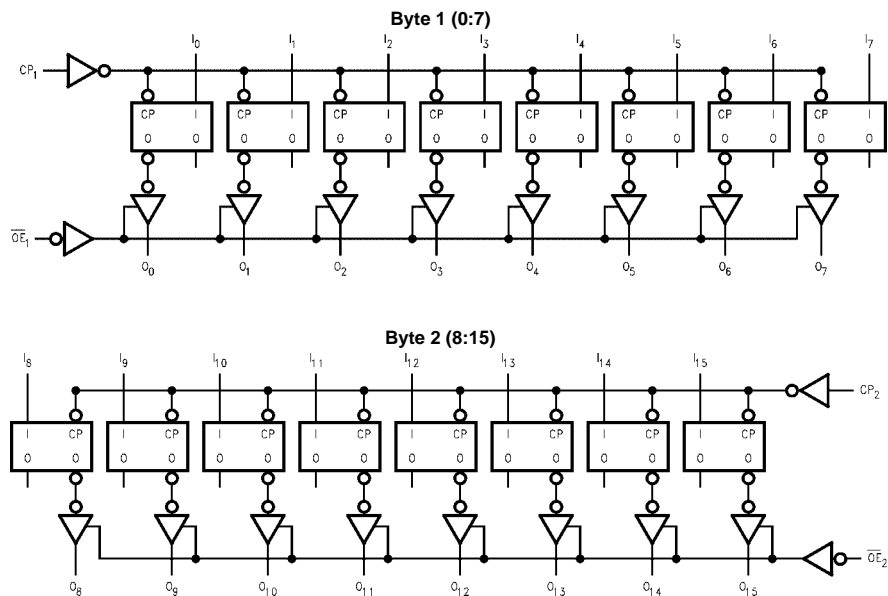 Byte 1 (0:7)
I0 I1 I2 I3 I4 I5 I6 I7
CP1
CP I CP I CP I CP I CP I CP I CP I CP I
O O O O O O O O O O O O O O O O
OE1
O0 O1 O2 O3 O4 O5 O6 O7
Byte 2 (8:15)
I8 I9 I10 I11 I12 I13 I14 I15
CP2
I CP I CP I CP I CP I CP I CP I CP I CP
O O O O O O O O O O O O O O O O
OE2
O8 O9 O10 O11 O12 O13 O14 O15